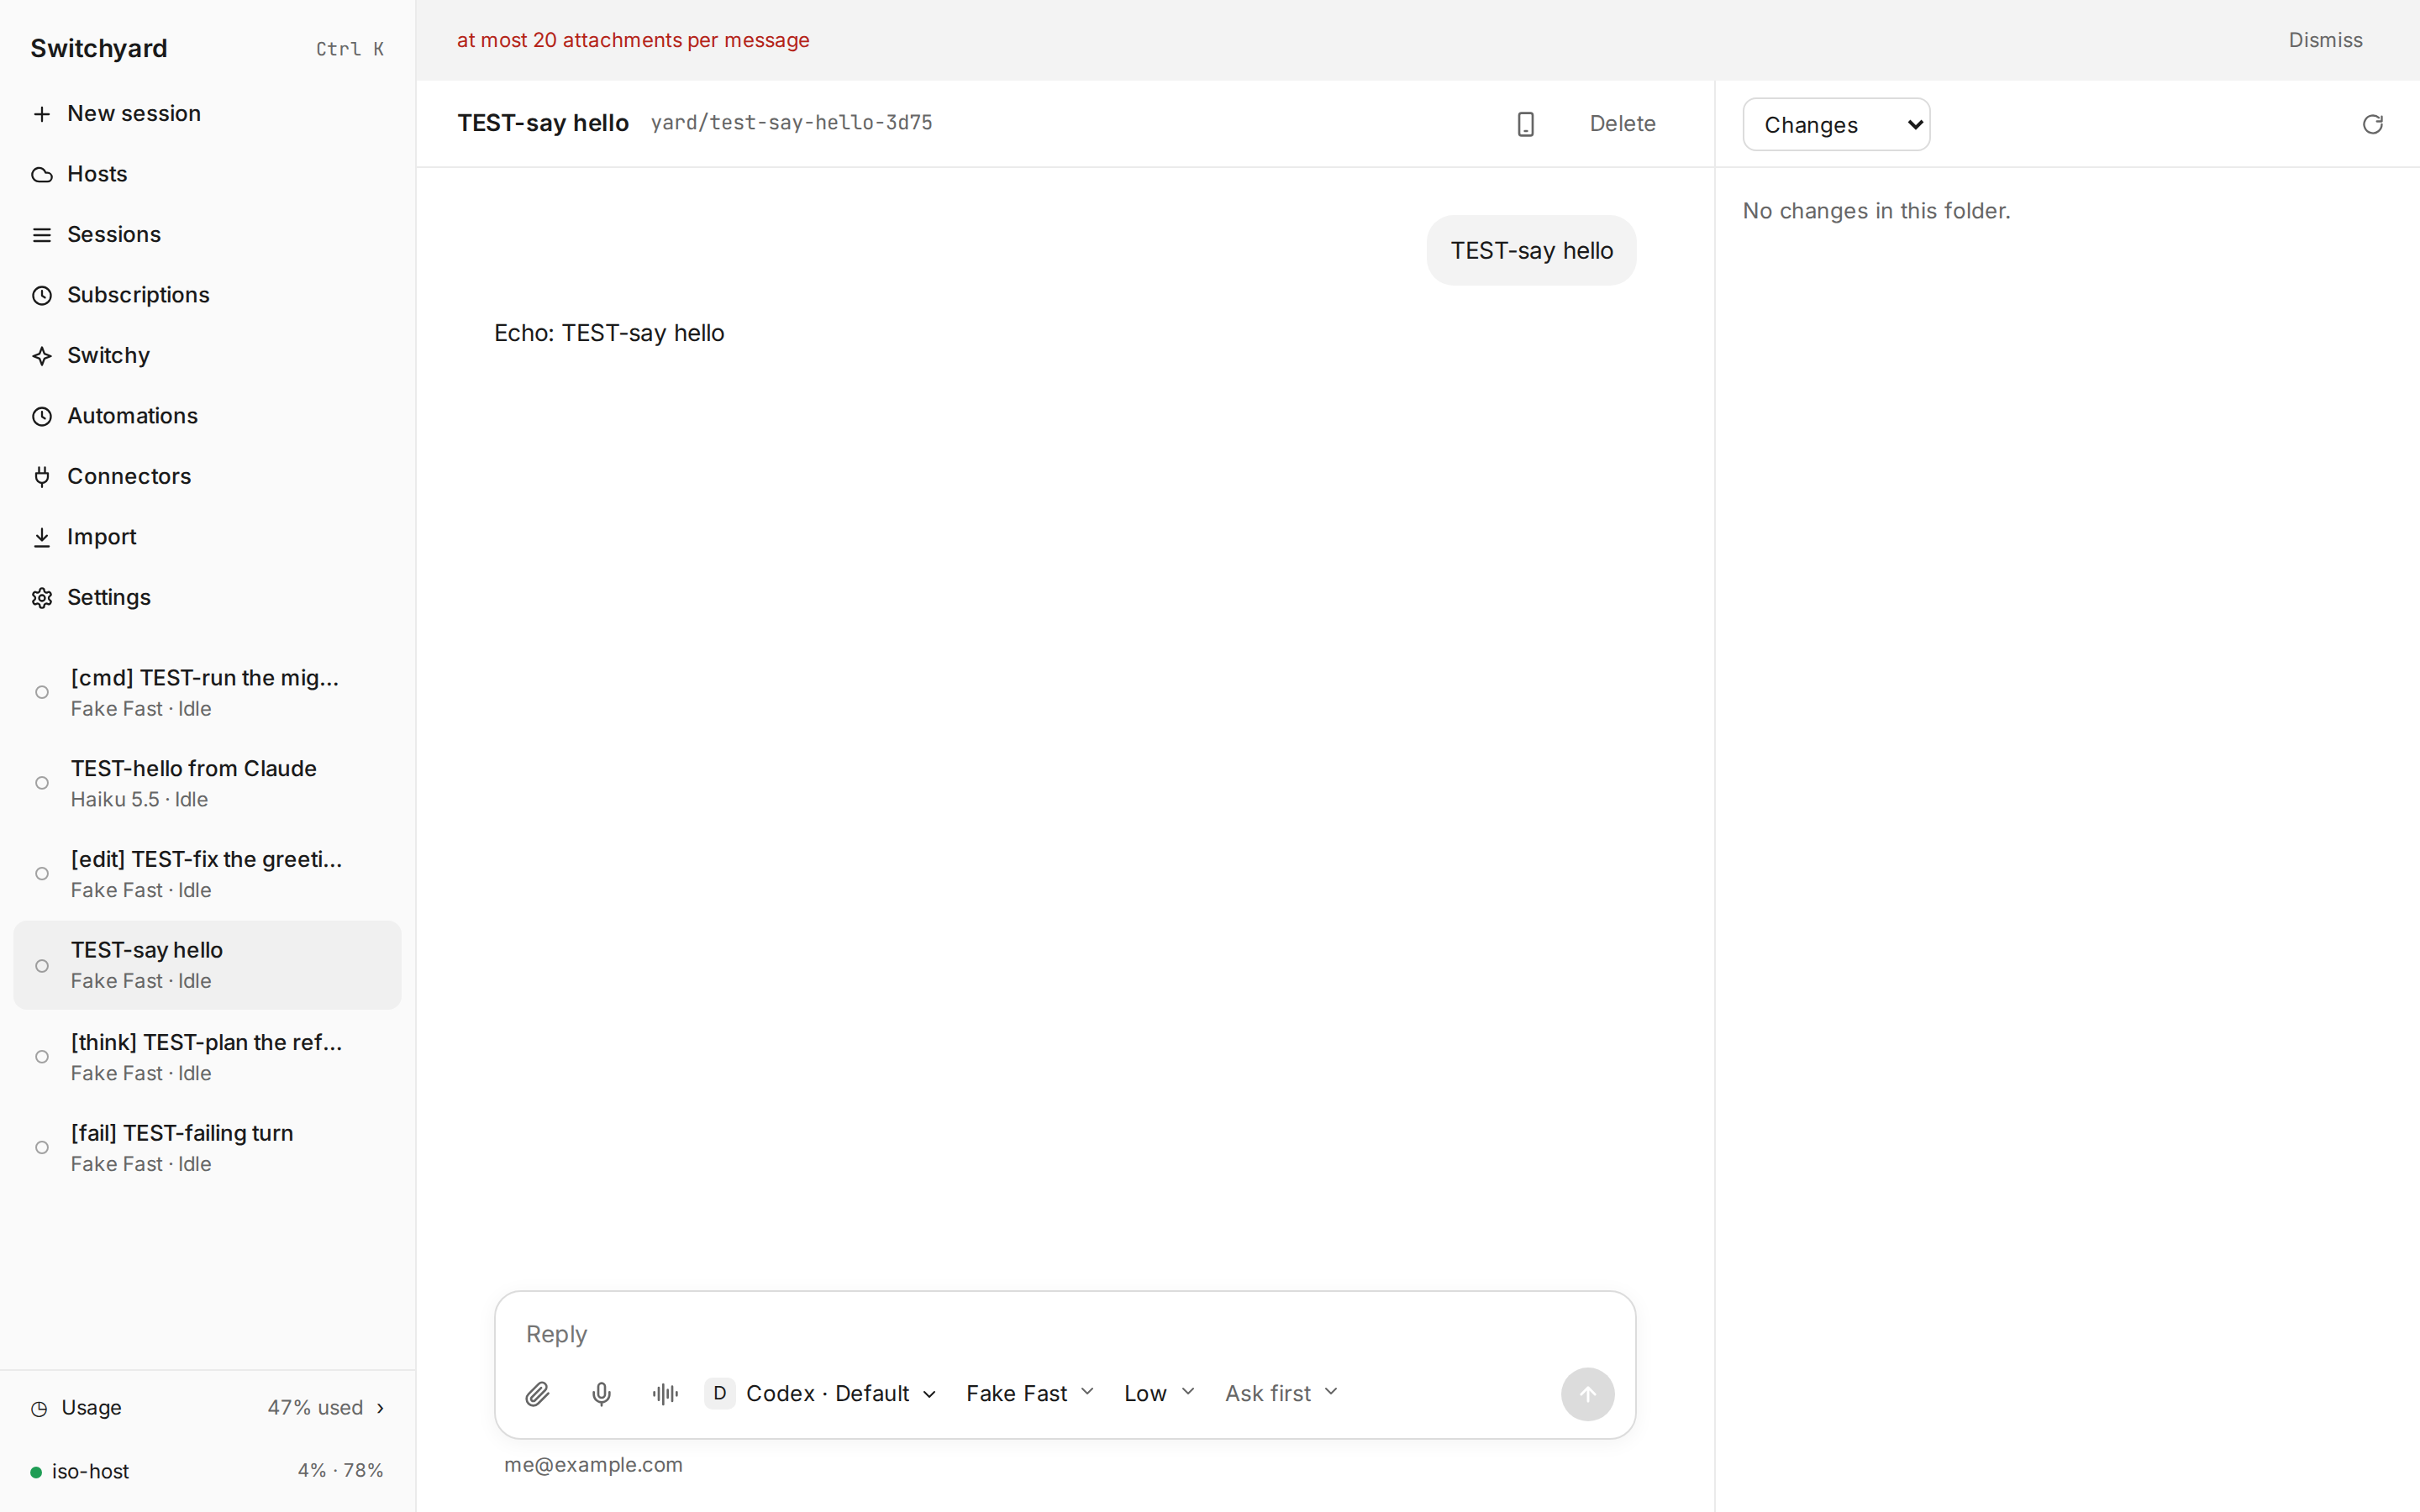 Switchyard
Ctrl K
New session
Hosts
Sessions
Subscriptions
Switchy
Automations
Connectors
Import
Settings
[cmd] TEST-run the mig...
Fake Fast · Idle
TEST-hello from Claude
Haiku 5.5 · Idle
[edit] TEST-fix the greeti...
Fake Fast · Idle
TEST-say hello
Fake Fast · Idle
[think] TEST-plan the ref...
Fake Fast · Idle
[fail] TEST-failing turn
Fake Fast · Idle
Usage 47% used ›
iso-host 4% · 78%
at most 20 attachments per message
Dismiss
TEST-say hello yard/test-say-hello-3d75
Delete
TEST-say hello
Echo: TEST-say hello
Reply
D Codex · Default Fake Fast Low Ask first
me@example.com
Changes
No changes in this folder.